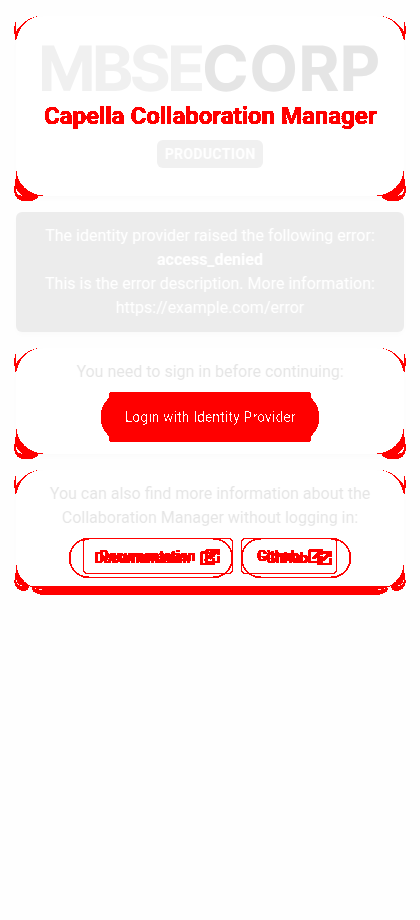 MBSECORP
Capella Collaboration Manager
PRODUCTION
The identity provider raised the following error:
access_denied
This is the error description. More information:
https://example.com/error
You need to sign in before continuing:
Login with Identity Provider
You can also find more information about the
Collaboration Manager without logging in:
Documentation GitHub